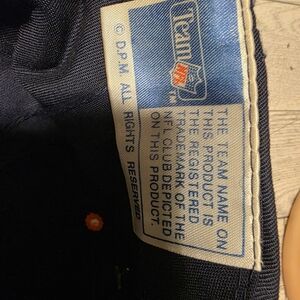 Team
NFL
TM
THE TEAM NAME ON
THIS PRODUCT IS
THE REGISTERED
TRADEMARK OF THE
NFL CLUB DEPICTED
ON THIS PRODUCT.
© D.P.M. ALL RIGHTS RESERVED